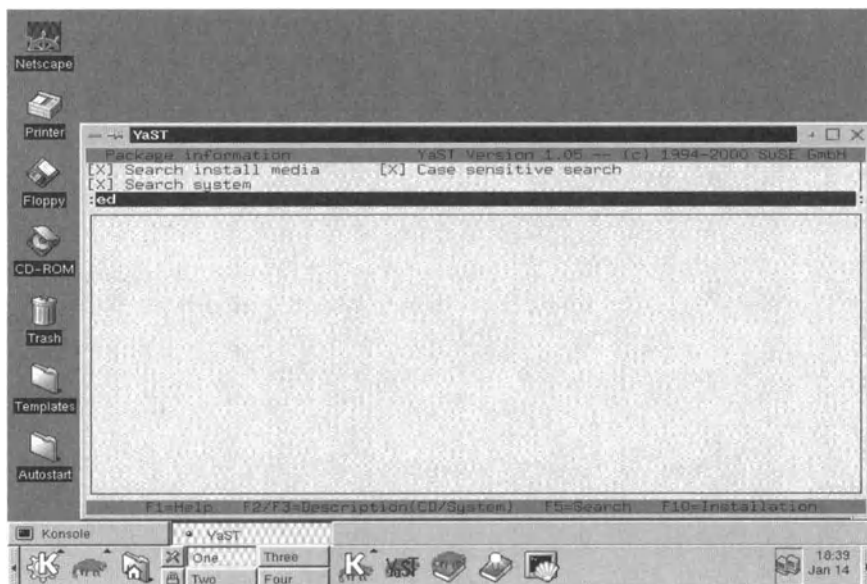 Netscape
Printer
Floppy
CD-ROM
Trash
Templates
Autostart
YaST
Package information YaST Version 1.05 -- (c) 1994-2000 SuSE GmbH
[X] Search install media [X] Case sensitive search
[X] Search system
:ed :
F1=Help F2/F3=Description(CD/System) F5=Search F10=Installation
Konsole YaST
One Three
Two Four
K YaST
18:39
Jan 14